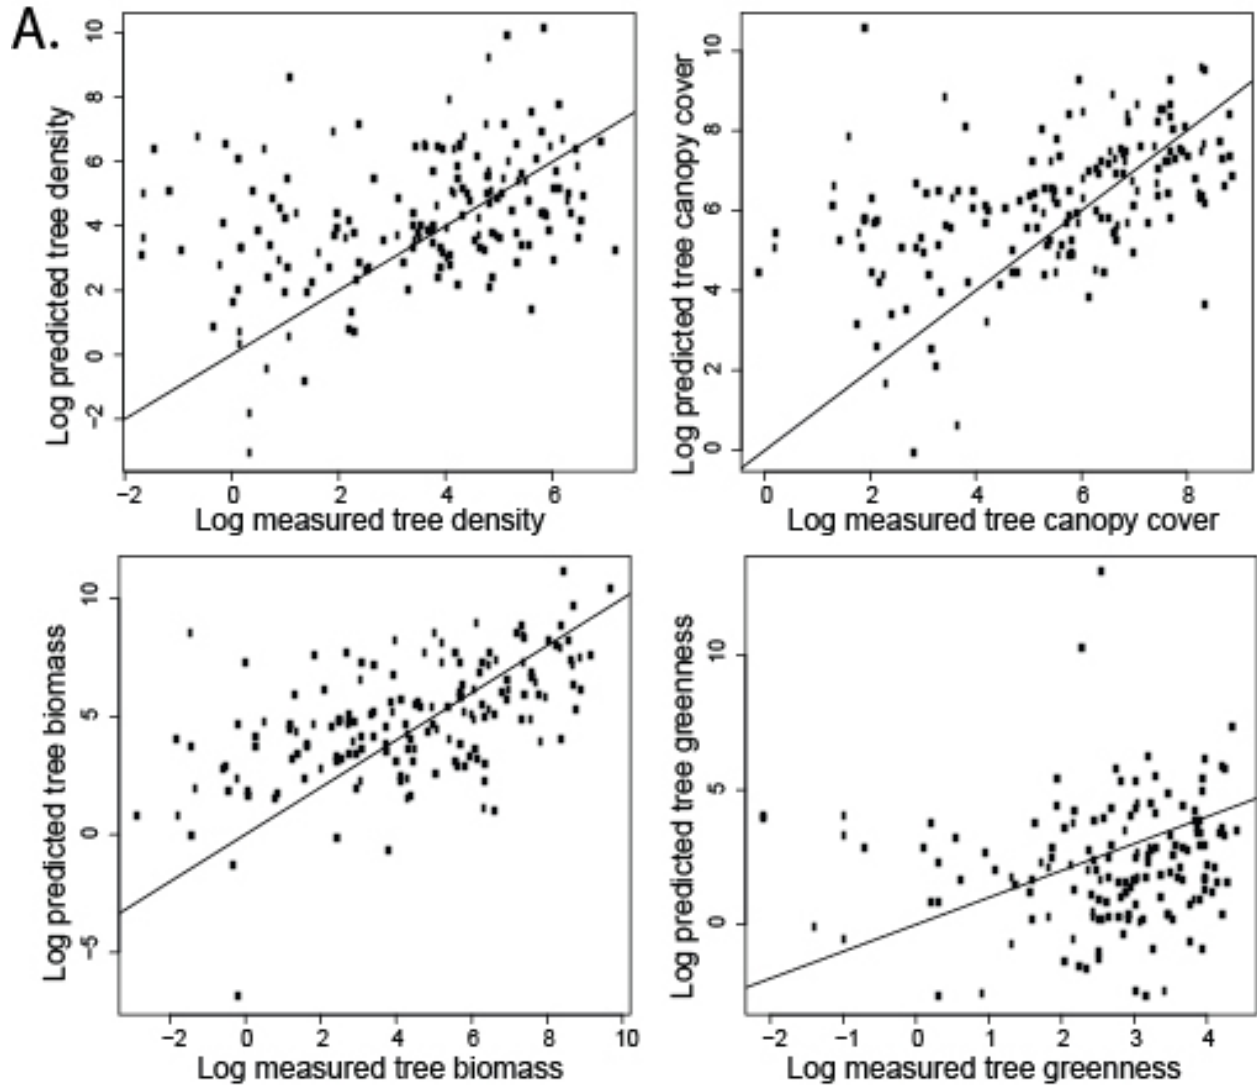 A.
Log predicted tree density
10
8
6
4
2
0
−2
−2 0 2 4 6
Log measured tree density
Log predicted tree canopy cover
10
8
6
4
2
0
0 2 4 6 8
Log measured tree canopy cover
Log predicted tree biomass
10
5
0
−5
−2 0 2 4 6 8 10
Log measured tree biomass
Log predicted tree greenness
10
5
0
−2 −1 0 1 2 3 4
Log measured tree greenness